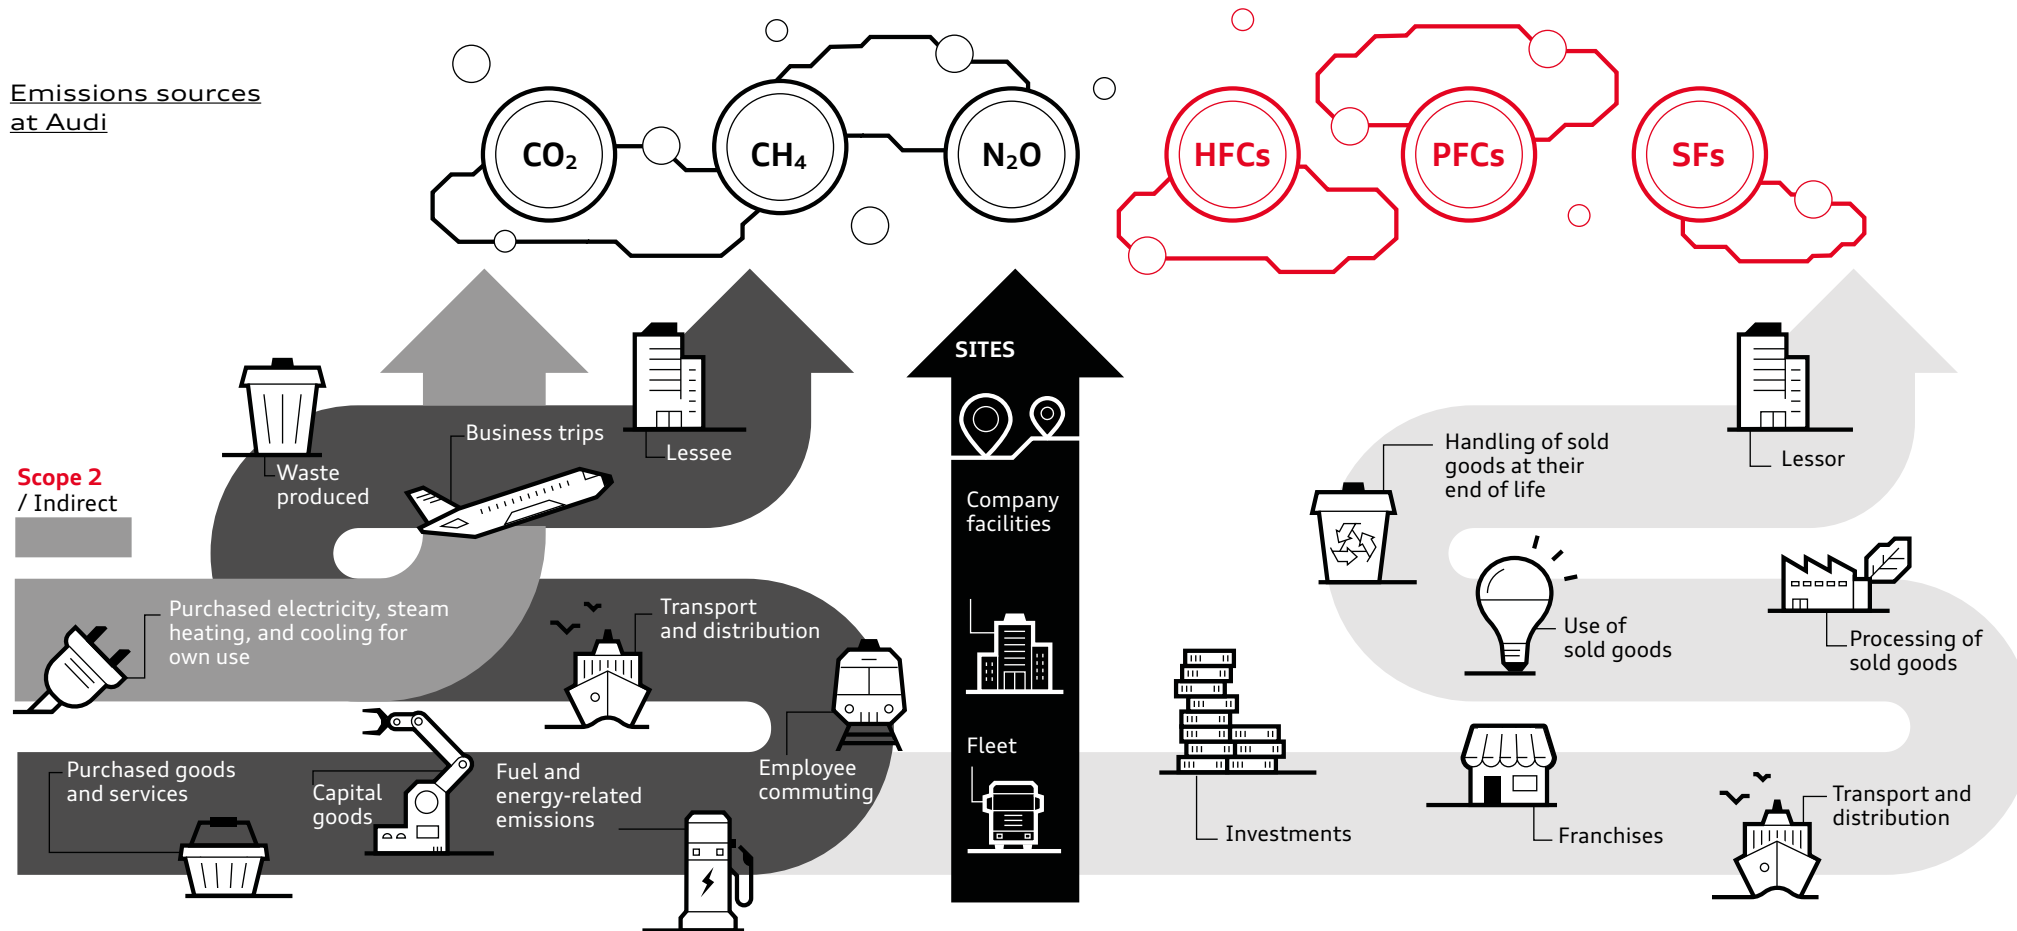 Emissions sources
at Audi
CO₂
CH₄
N₂O
HFCs
PFCs
SFs
SITES
Business trips
Lessee
Waste
produced
Scope 2
/ Indirect
Company
facilities
Handling of sold
goods at their
end of life
Lessor
Purchased electricity, steam
heating, and cooling for
own use
Transport
and distribution
Use of
sold goods
Processing of
sold goods
Purchased goods
and services
Capital
goods
Fuel and
energy-related
emissions
Employee
commuting
Fleet
Investments
Franchises
Transport and
distribution